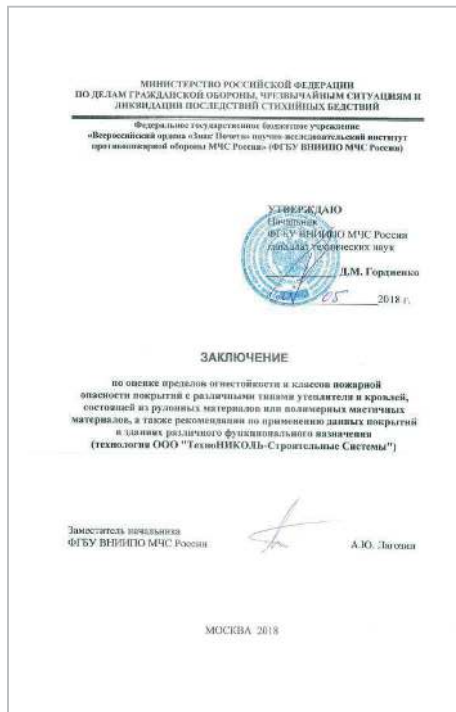 МИНИСТЕРСТВО РОССИЙСКОЙ ФЕДЕРАЦИИ
ПО ДЕЛАМ ГРАЖДАНСКОЙ ОБОРОНЫ, ЧРЕЗВЫЧАЙНЫМ СИТУАЦИЯМ И
ЛИКВИДАЦИИ ПОСЛЕДСТВИЙ СТИХИЙНЫХ БЕДСТВИЙ
Федеральное государственное бюджетное учреждение
«Всероссийский ордена «Знак Почета» научно-исследовательский институт
противопожарной обороны МЧС России» (ФГБУ ВНИИПО МЧС России)
УТВЕРЖДАЮ
Начальник
ФГБУ ВНИИПО МЧС России
кандидат технических наук
Д.М. Гордиенко
05 2018 г.
ЗАКЛЮЧЕНИЕ
по оценке пределов огнестойкости и классов пожарной
опасности покрытий с различными типами утеплителя и кровлей,
состоящей из рулонных материалов или полимерных мастичных
материалов, а также рекомендации по применению данных покрытий
в зданиях различного функционального назначения
(технология ООО "ТехноНИКОЛЬ-Строительные Системы")
Заместитель начальника
ФГБУ ВНИИПО МЧС России
А.Ю. Лагозин
МОСКВА 2018